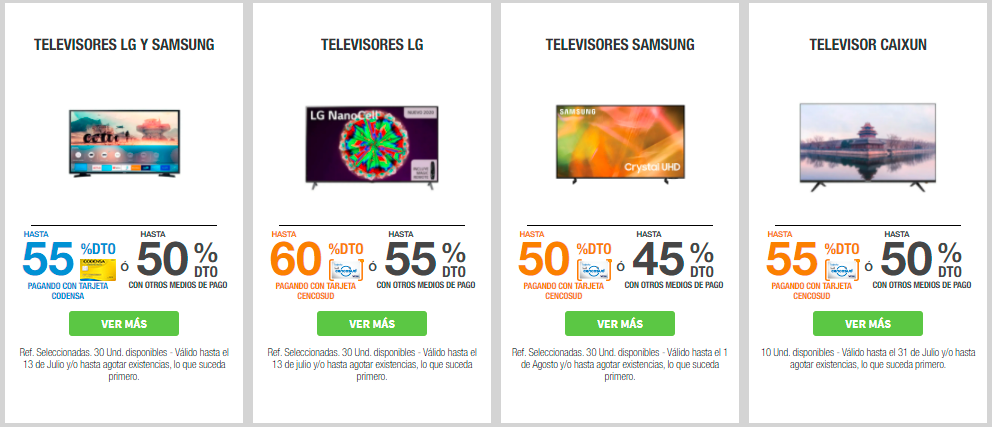 TELEVISORES LG Y SAMSUNG
HASTA
55 %DTO
CODENSA
PAGANDO CON TARJETA
CODENSA
Ó
HASTA
50 % DTO
CON OTROS MEDIOS DE PAGO
VER MÁS
Ref. Seleccionadas. 30 Und. disponibles - Válido hasta el
13 de Julio y/o hasta agotar existencias, lo que suceda
primero.
TELEVISORES LG
LG NanoCell
HASTA
60 %DTO
cencosud
PAGANDO CON TARJETA
CENCOSUD
Ó
HASTA
55 % DTO
CON OTROS MEDIOS DE PAGO
VER MÁS
Ref. Seleccionadas. 30 Und. disponibles - Válido hasta el
13 de julio y/o hasta agotar existencias, lo que suceda
primero.
TELEVISORES SAMSUNG
SAMSUNG
Crystal UHD
HASTA
50 %DTO
cencosud
PAGANDO CON TARJETA
CENCOSUD
Ó
HASTA
45 % DTO
CON OTROS MEDIOS DE PAGO
VER MÁS
Ref. Seleccionadas. 30 Und. disponibles - Válido hasta el 1
de Agosto y/o hasta agotar existencias, lo que suceda
primero.
TELEVISOR CAIXUN
HASTA
55 %DTO
cencosud
PAGANDO CON TARJETA
CENCOSUD
Ó
HASTA
50 % DTO
CON OTROS MEDIOS DE PAGO
VER MÁS
10 Und. disponibles - Válido hasta el 31 de Julio y/o hasta
agotar existencias, lo que suceda primero.